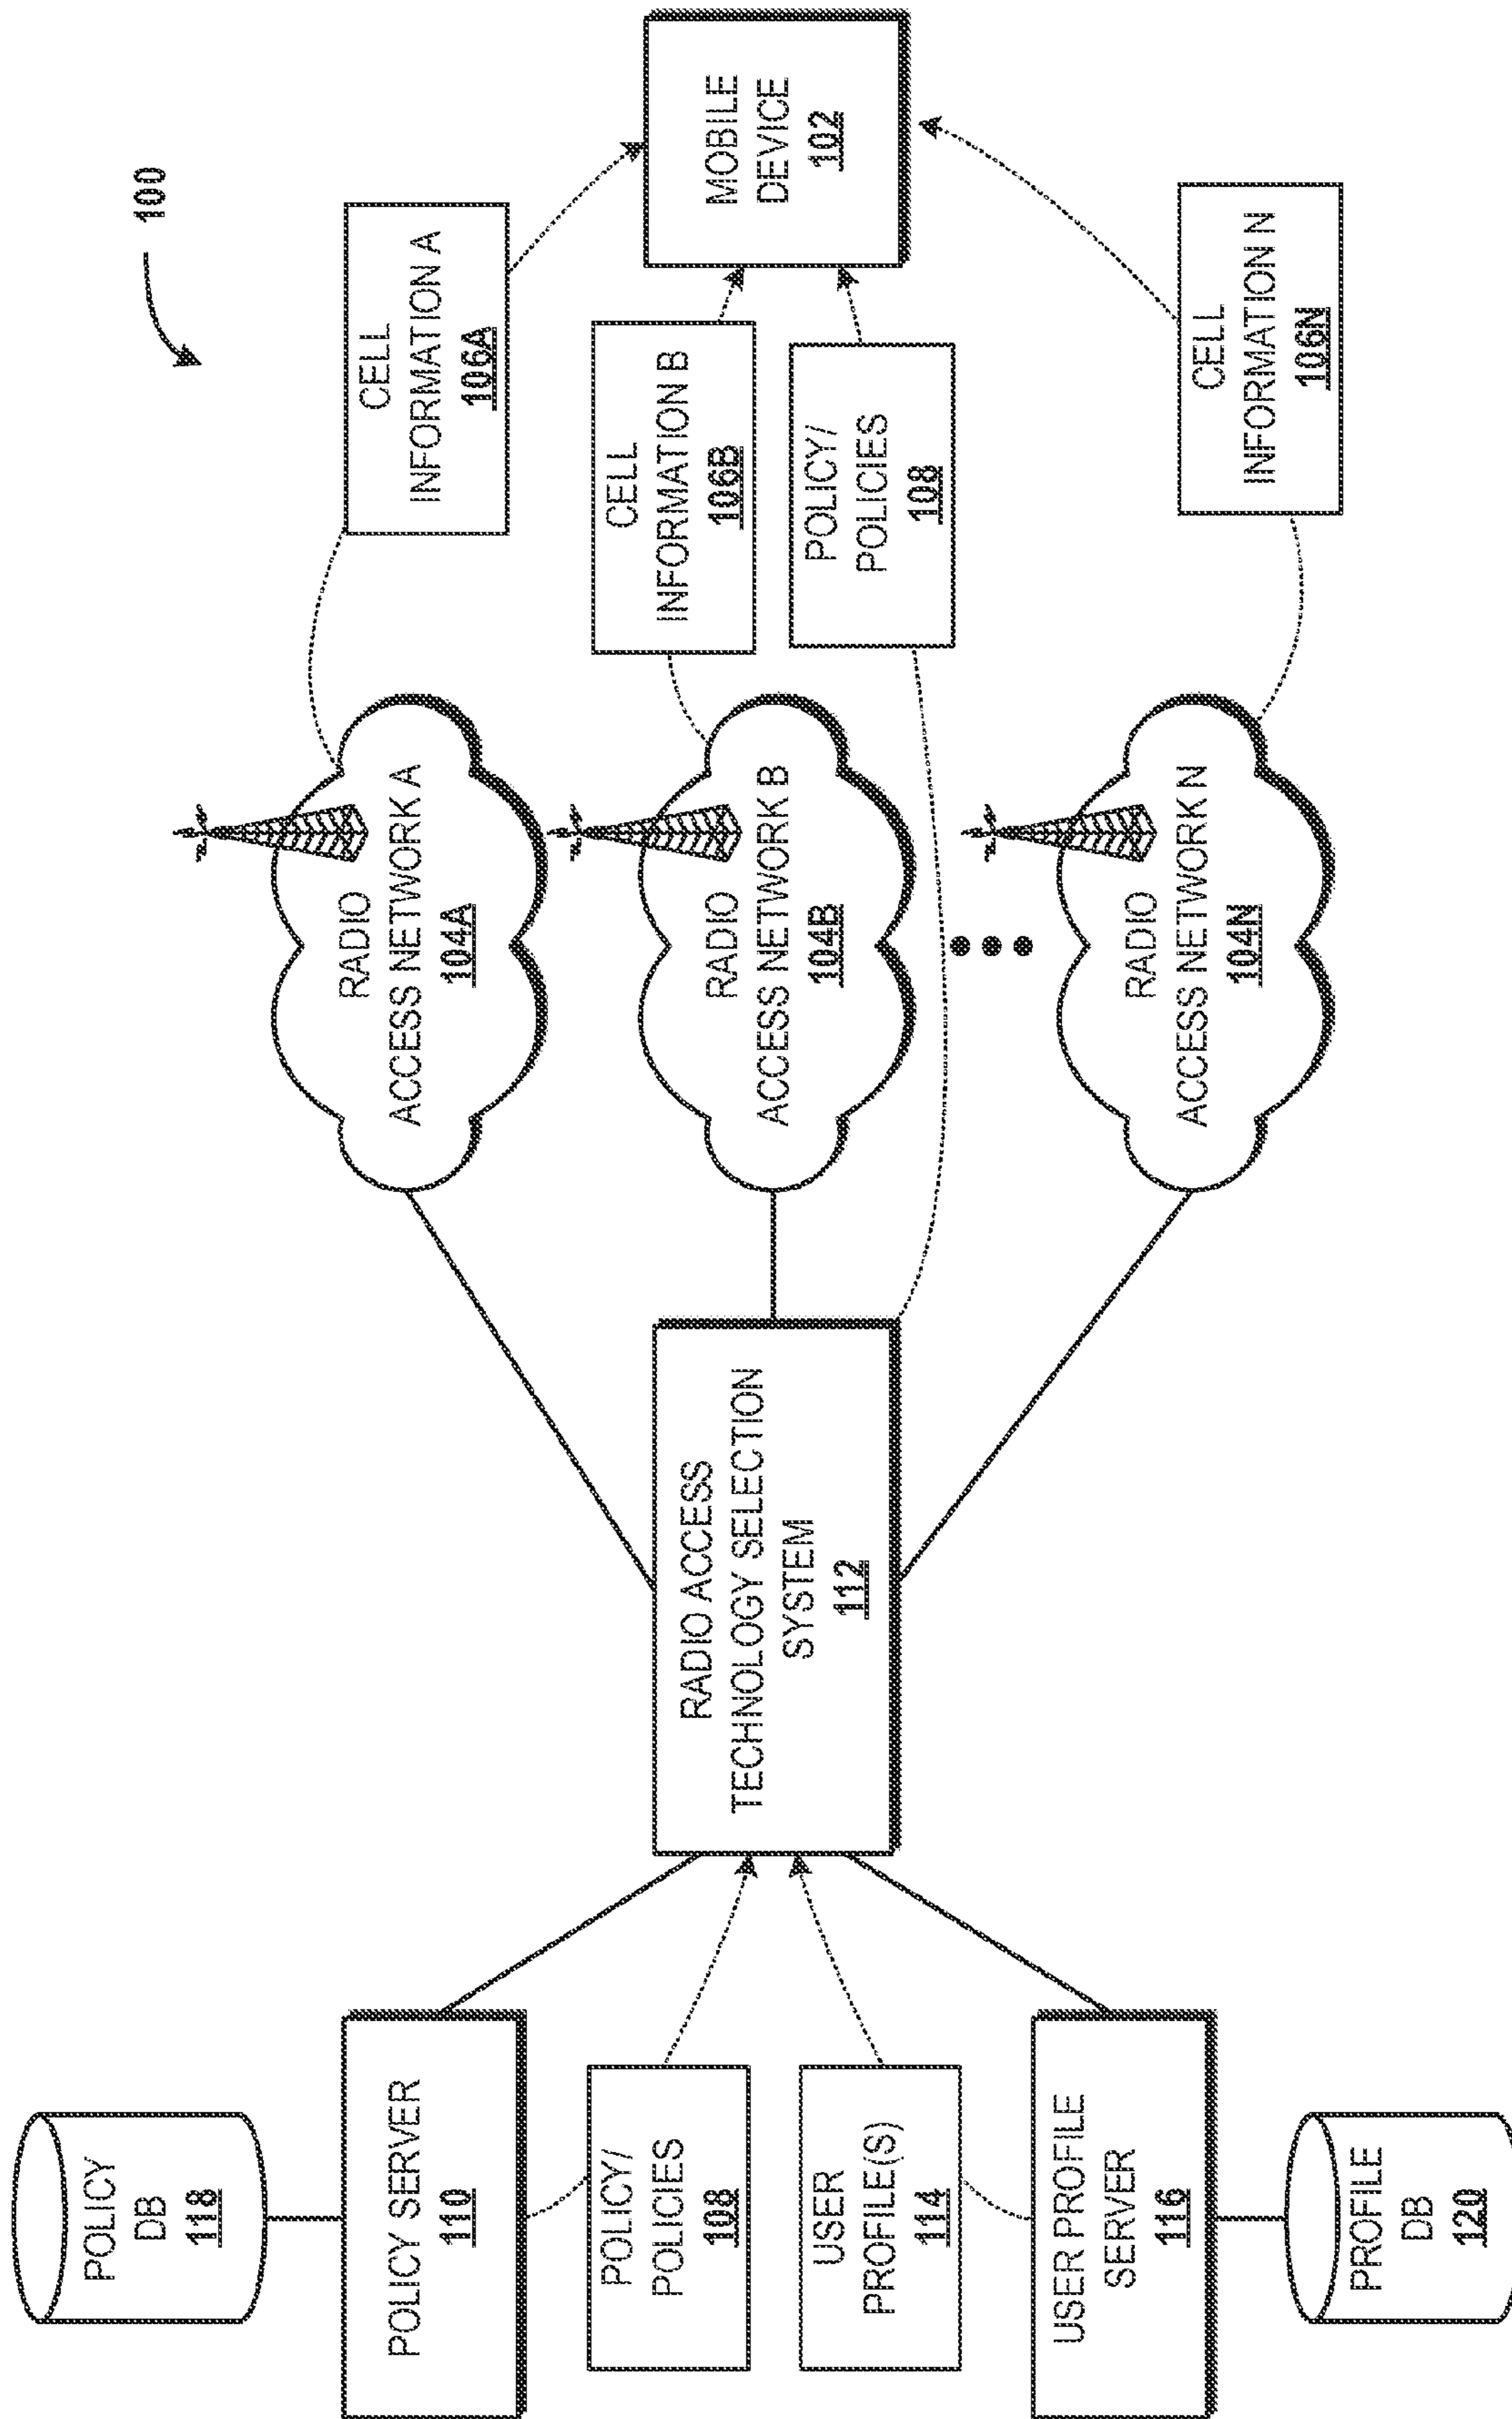 100
POLICY
DB
118
POLICY SERVER
110
POLICY/
POLICIES
108
USER
PROFILE(S)
114
USER PROFILE
SERVER
116
PROFILE
DB
120
RADIO ACCESS
TECHNOLOGY SELECTION
SYSTEM
112
RADIO
ACCESS NETWORK A
104A
RADIO
ACCESS NETWORK B
104B
RADIO
ACCESS NETWORK N
104N
CELL
INFORMATION A
106A
CELL
INFORMATION B
106B
POLICY/
POLICIES
108
CELL
INFORMATION N
106N
MOBILE
DEVICE
102